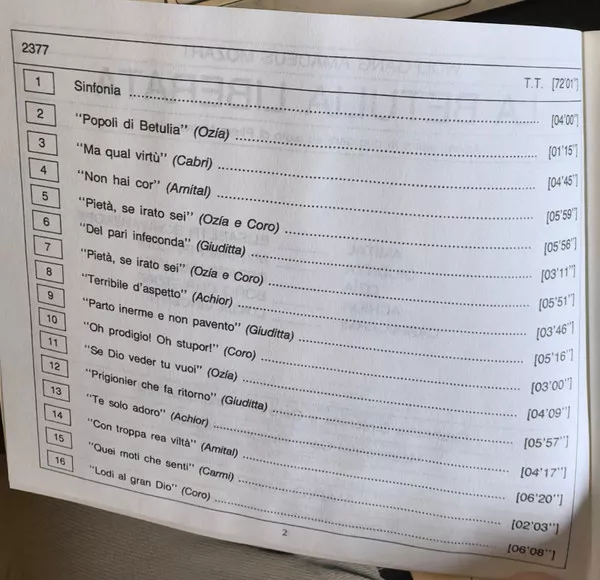 2377 T.T. [72'01"]
1 Sinfonia [04'00"]
2 "Popoli di Betulia" (Ozía) [01'15"]
3 "Ma qual virtù" (Cabri) [04'45"]
4 "Non hai cor" (Amital) [05'59"]
5 "Pietà, se irato sei" (Ozía e Coro) [05'56"]
6 "Del pari infeconda" (Giuditta) [03'11"]
7 "Pietà, se irato sei" (Ozía e Coro) [05'51"]
8 "Terribile d'aspetto" (Achior) [03'46"]
9 "Parto inerme e non pavento" (Giuditta) [05'16"]
10 "Oh prodigio! Oh stupor!" (Coro) [03'00"]
11 "Se Dio veder tu vuoi" (Ozía) [04'09"]
12 "Prigionier che fa ritorno" (Giuditta) [05'57"]
13 "Te solo adoro" (Achior) [04'17"]
14 "Con troppa rea viltà" (Amital) [06'20"]
15 "Quei moti che senti" (Carmi) [02'03"]
16 "Lodi al gran Dio" (Coro) [06'08"]
2